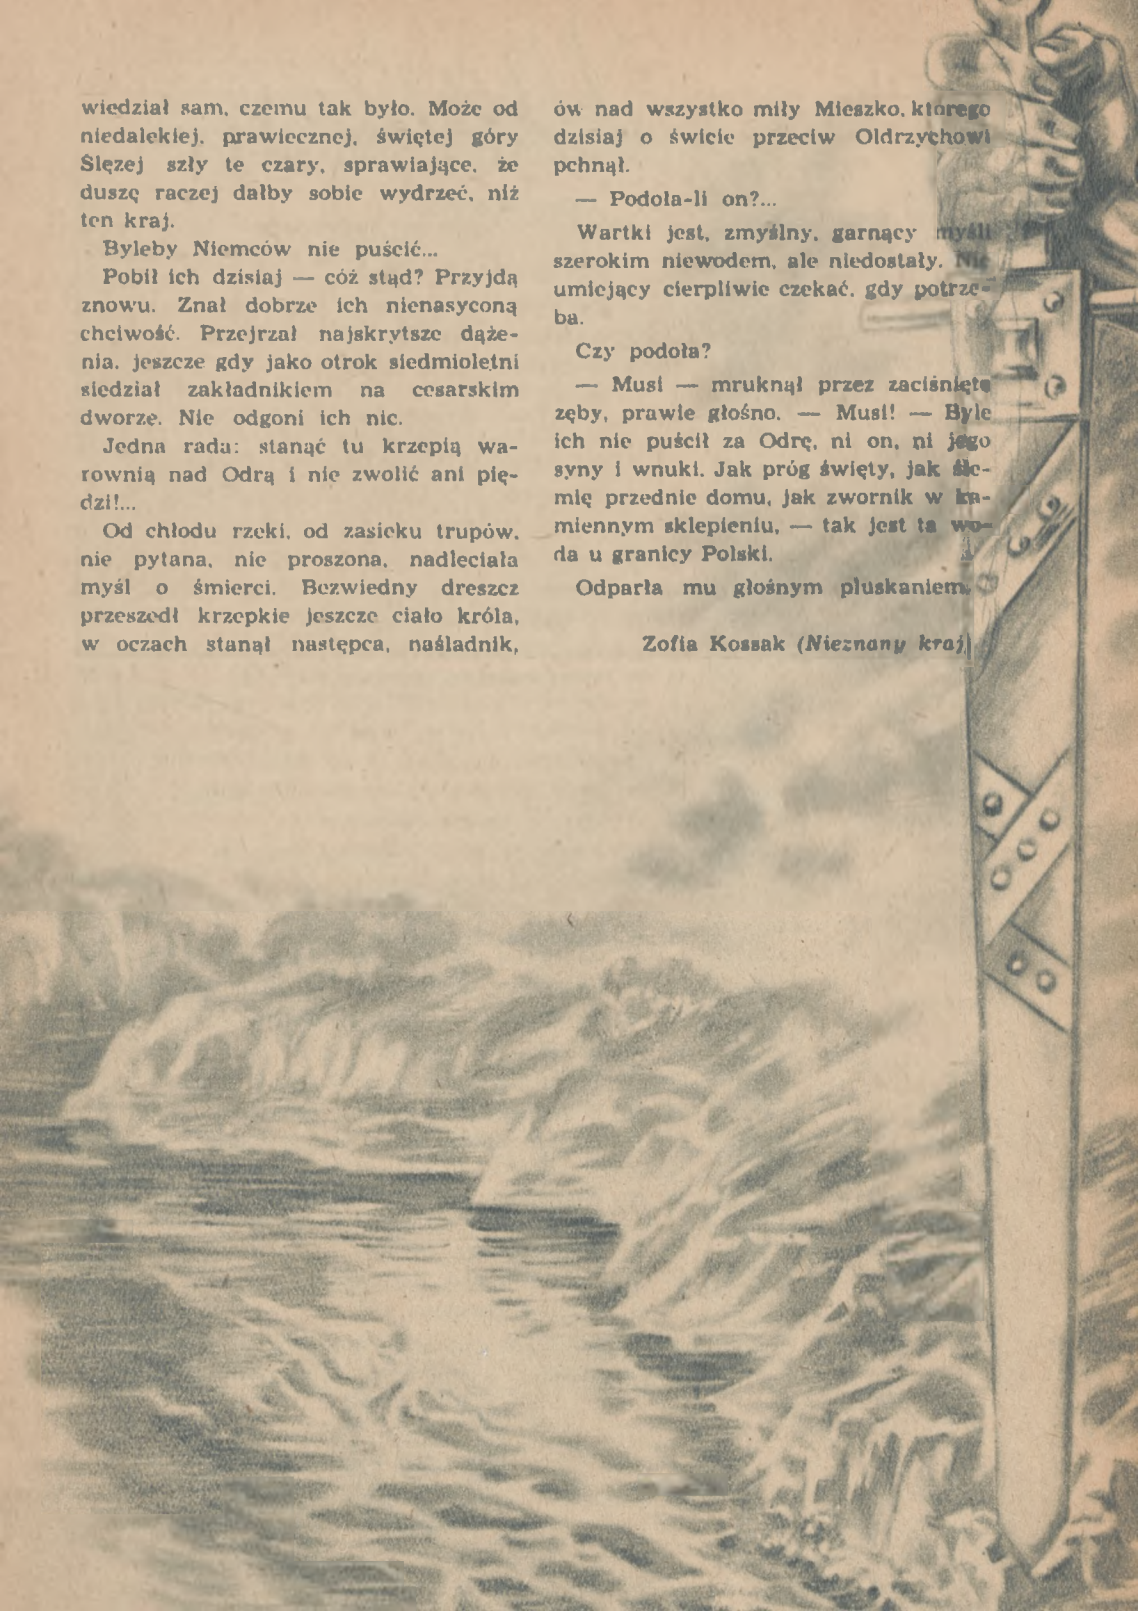 wiedział sam, czemu tak było. Może od
niedalekiej, prawiecznej, świętej góry
Ślęzej szły te czary, sprawiające, że
duszę raczej dałby sobie wydrzeć, niż
ten kraj.
Byleby Niemców nie puścić...
Pobił ich dzisiaj — cóż stąd? Przyjdą
znowu. Znał dobrze ich nienasyconą
chciwość. Przejrzał najskrytsze dąże-
nia, jeszcze gdy jako otrok siedmioletni
siedział zakładnikiem na cesarskim
dworze. Nie odgoni ich nic.
Jedna rada: stanąć tu krzepią wa-
rownią nad Odrą i nie zwolić ani pię-
dzi!...
Od chłodu rzeki, od zasieku trupów,
nie pytana, nie proszona, nadleciała
myśl o śmierci. Bezwiedny dreszcz
przeszedł krzepkie jeszcze ciało króla,
w oczach stanął następca, naśladnik,
ów nad wszystko miły Mieszko, którego
dzisiaj o świcie przeciw Oldrzychowi
pchnął.
— Podoła-li on?...
Wartki jest, zmyślny, garnący myśli
szerokim niewodem, ale niedostały. Nie
umiejący cierpliwie czekać, gdy potrze-
ba.
Czy podoła?
— Musi — mruknął przez zaciśnięte
zęby, prawie głośno. — Musi! — Byle
ich nie puścił za Odrę, ni on, ni jego
syny i wnuki. Jak próg święty, jak śle-
mię przednie domu, jak zwornik w ka-
miennym sklepieniu, — tak jest ta wo-
da u granicy Polski.
Odparła mu głośnym pluskaniem.
Zofia Kossak (Nieznany kraj)